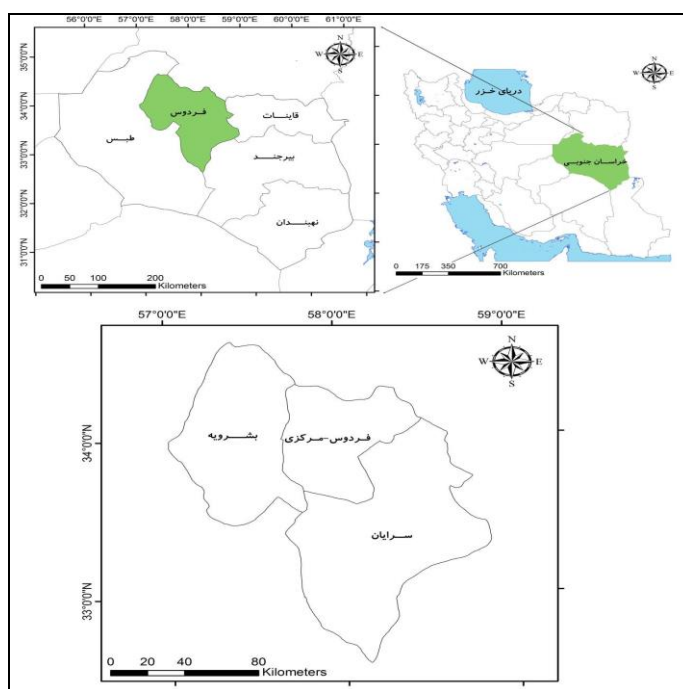 56°0'0"E 57°0'0"E 58°0'0"E 59°0'0"E 60°0'0"E 61°0'0"E
35°0'0"N
34°0'0"N
33°0'0"N
32°0'0"N
31°0'0"N
N
W E
S
فردوس
قاینات
طبس
بیرجند
نهبندان
0 50 100 200
Kilometers
N
W E
S
دریای خزر
خراسان جنوبی
0 175 350 700
Kilometers
57°0'0"E 58°0'0"E 59°0'0"E
34°0'0"N
33°0'0"N
N
W E
S
بشرویه
فردوس-مرکزی
سرایان
0 20 40 80
Kilometers